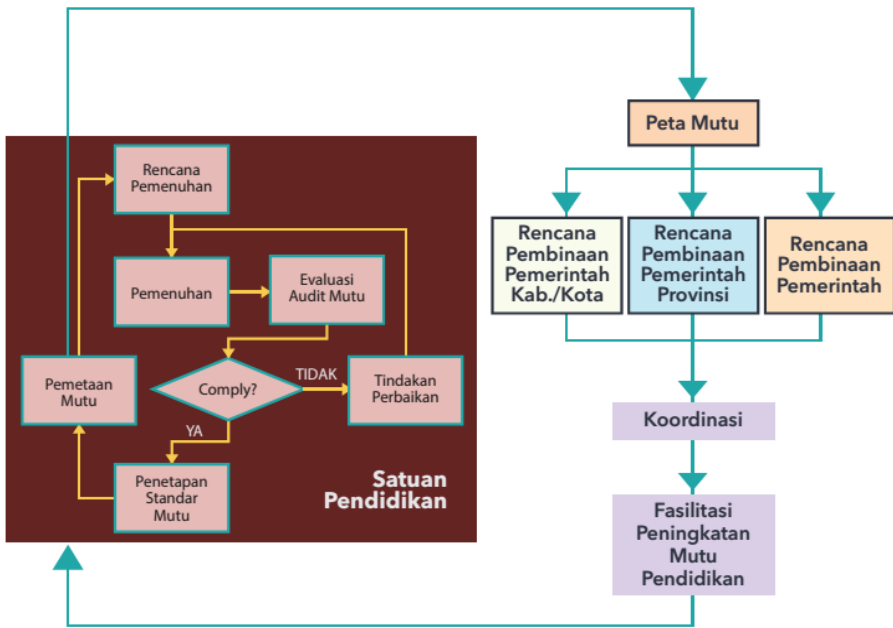 Peta Mutu
Rencana
Pemenuhan
Pemenuhan
Evaluasi
Audit Mutu
Comply?
TIDAK
Tindakan
Perbaikan
YA
Penetapan
Standar
Mutu
Pemetaan
Mutu
Satuan
Pendidikan
Rencana
Pembinaan
Pemerintah
Kab./Kota
Rencana
Pembinaan
Pemerintah
Provinsi
Rencana
Pembinaan
Pemerintah
Koordinasi
Fasilitasi
Peningkatan
Mutu
Pendidikan